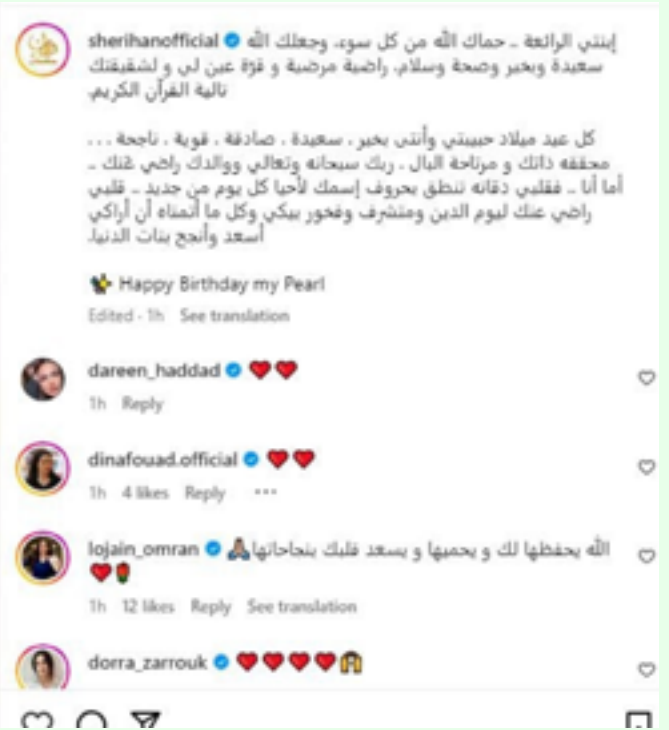 sherihanofficial إبنتي الرائعة .. حماك الله من كل سوء، وجعلك الله
سعيدة وبخير وصحة وسلام، راضية مرضية و قرة عين لي و لشقيقتك
تالية القرآن الكريم.
كل عيد ميلاد حبيبتي وأنتى بخير ، سعيدة ، صادقة ، قوية ، ناجحة ...
محققه ذاتك و مرتاحة البال ، ربك سبحانه وتعالي ووالدك راضي عنك ..
أما أنا .. فقلبي دقاته تنطق بحروف إسمك لأحيا كل يوم من جديد .. قلبي
راضي عنك ليوم الدين ومتشرف وفخور بيكي وكل ما أتمناه أن أراكي
أسعد وأنجح بنات الدنيا.
Happy Birthday my Pearl
Edited · 1h See translation
dareen_haddad ❤️❤️
1h Reply
dinafouad.official ❤️❤️
1h 4 likes Reply ...
lojain_omran الله يحفظها لك و يحميها و يسعد قلبك بنجاحاتها🙏🏽
❤️🌹
1h 12 likes Reply See translation
dorra_zarrouk ❤️❤️❤️❤️